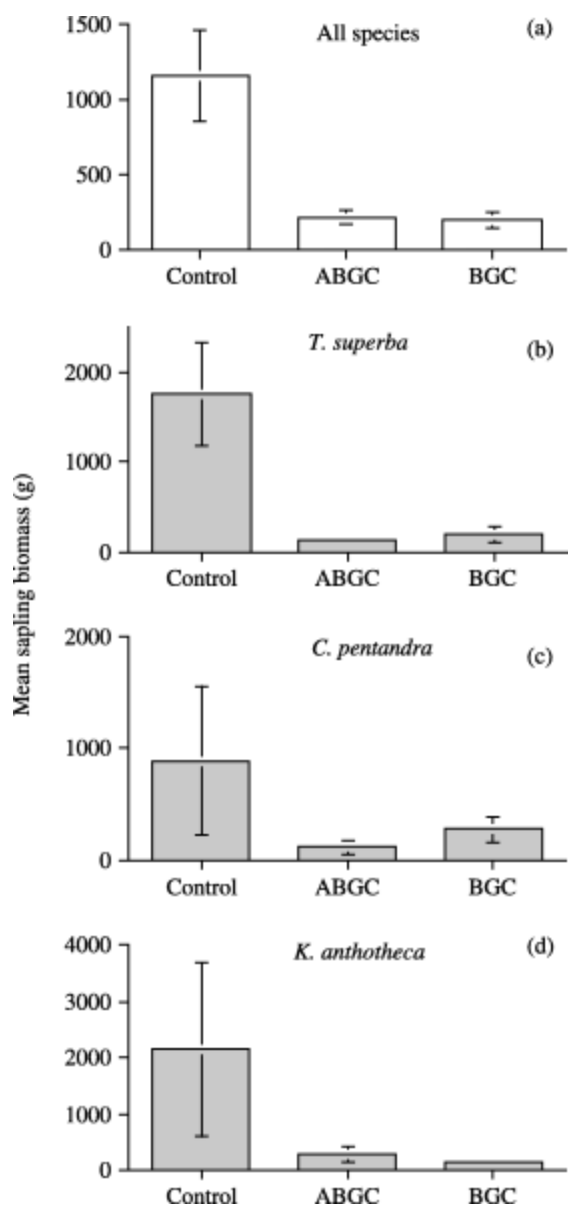 Mean sapling biomass (g)
All species
(a)
1500
1000
500
0
Control ABGC BGC
T. superba
(b)
2000
1000
0
Control ABGC BGC
C. pentandra
(c)
2000
1000
0
Control ABGC BGC
K. anthotheca
(d)
4000
3000
2000
1000
0
Control ABGC BGC